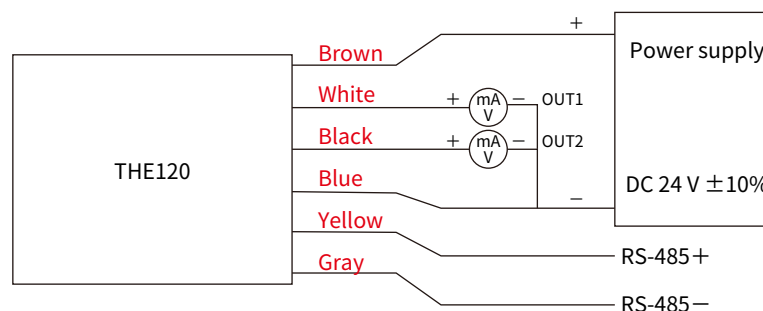 Brown
+
Power supply
White
+
mA
V
−
OUT1
Black
+
mA
V
−
OUT2
THE120
Blue
−
DC 24 V ±10%
Yellow
RS-485+
Gray
RS-485−